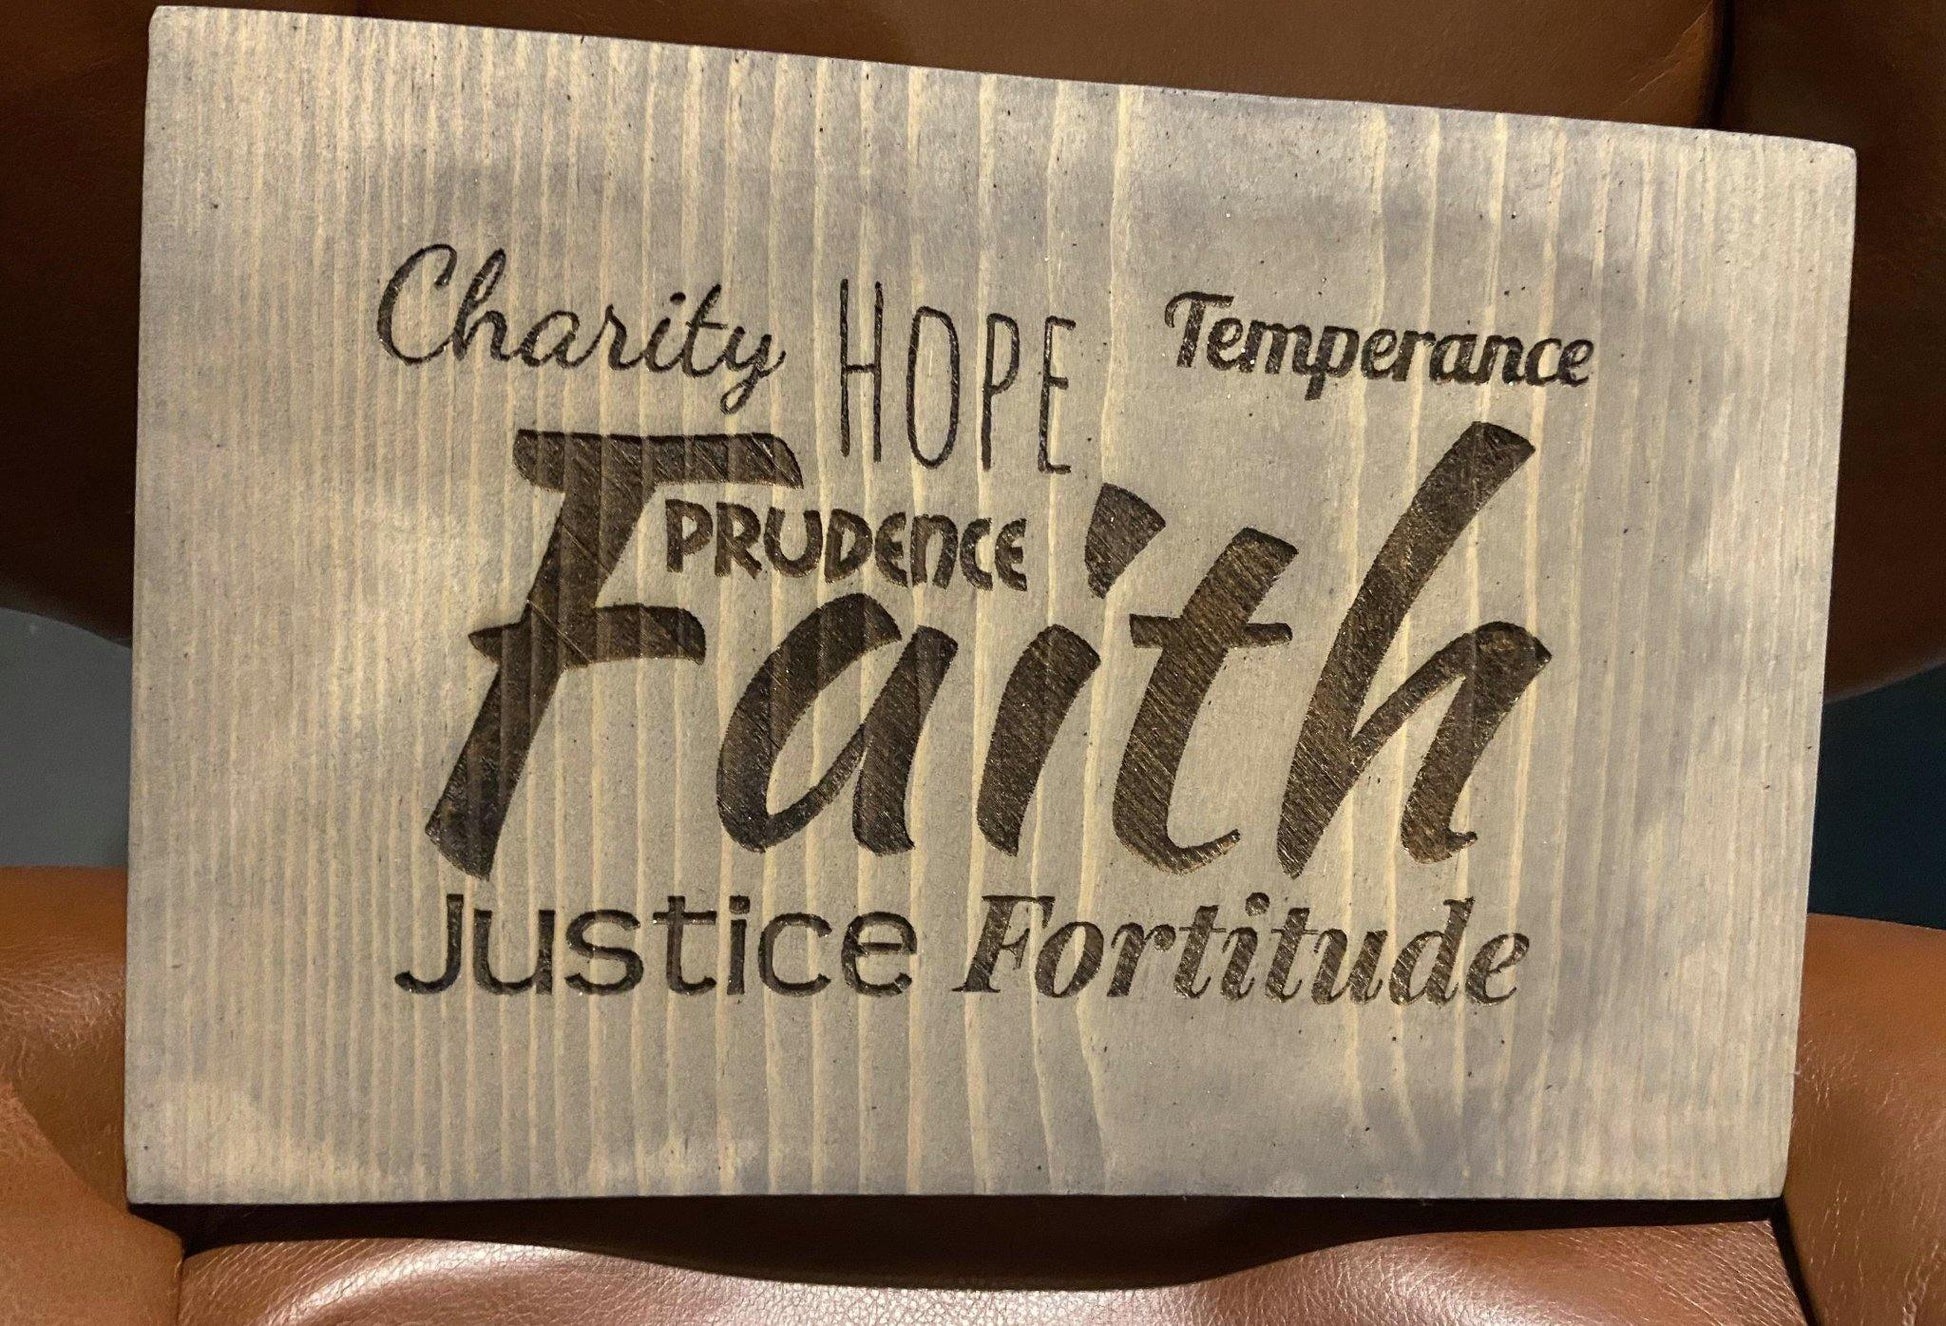 Charity HOPE Temperance
PRUDENCE
Faith
Justice Fortitude